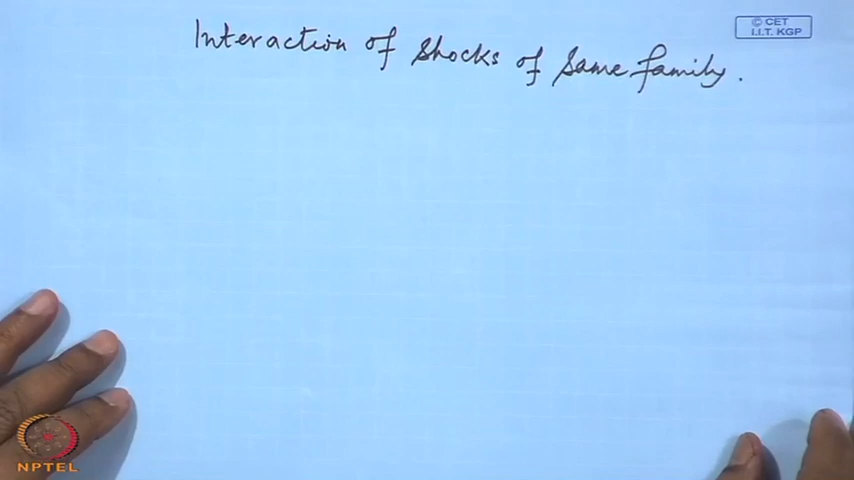 Interaction of shocks of same family.
© CET
I.I.T. KGP
NPTEL